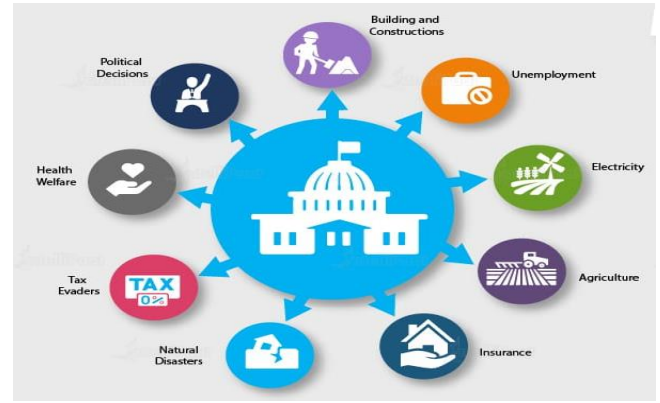 Building and
Constructions
Political
Decisions
Unemployment
Health
Welfare
Electricity
Tax
Evaders
TAX
0%
Agriculture
Natural
Disasters
Insurance